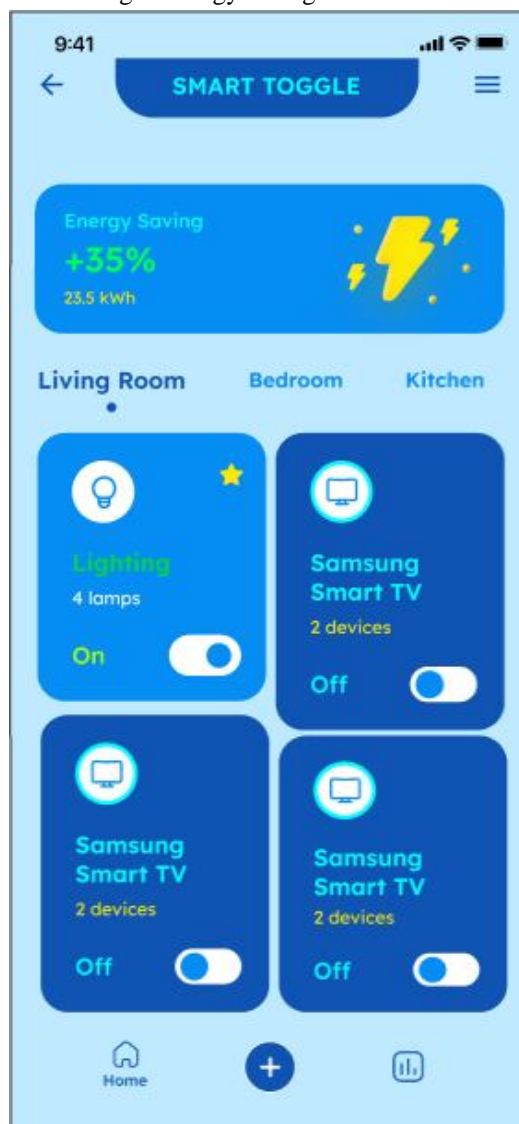 9:41
SMART TOGGLE
Energy Saving
+35%
23.5 kWh
Living Room Bedroom Kitchen
Lighting
4 lamps
On
Samsung
Smart TV
2 devices
Off
Samsung
Smart TV
2 devices
Off
Samsung
Smart TV
2 devices
Off
Home